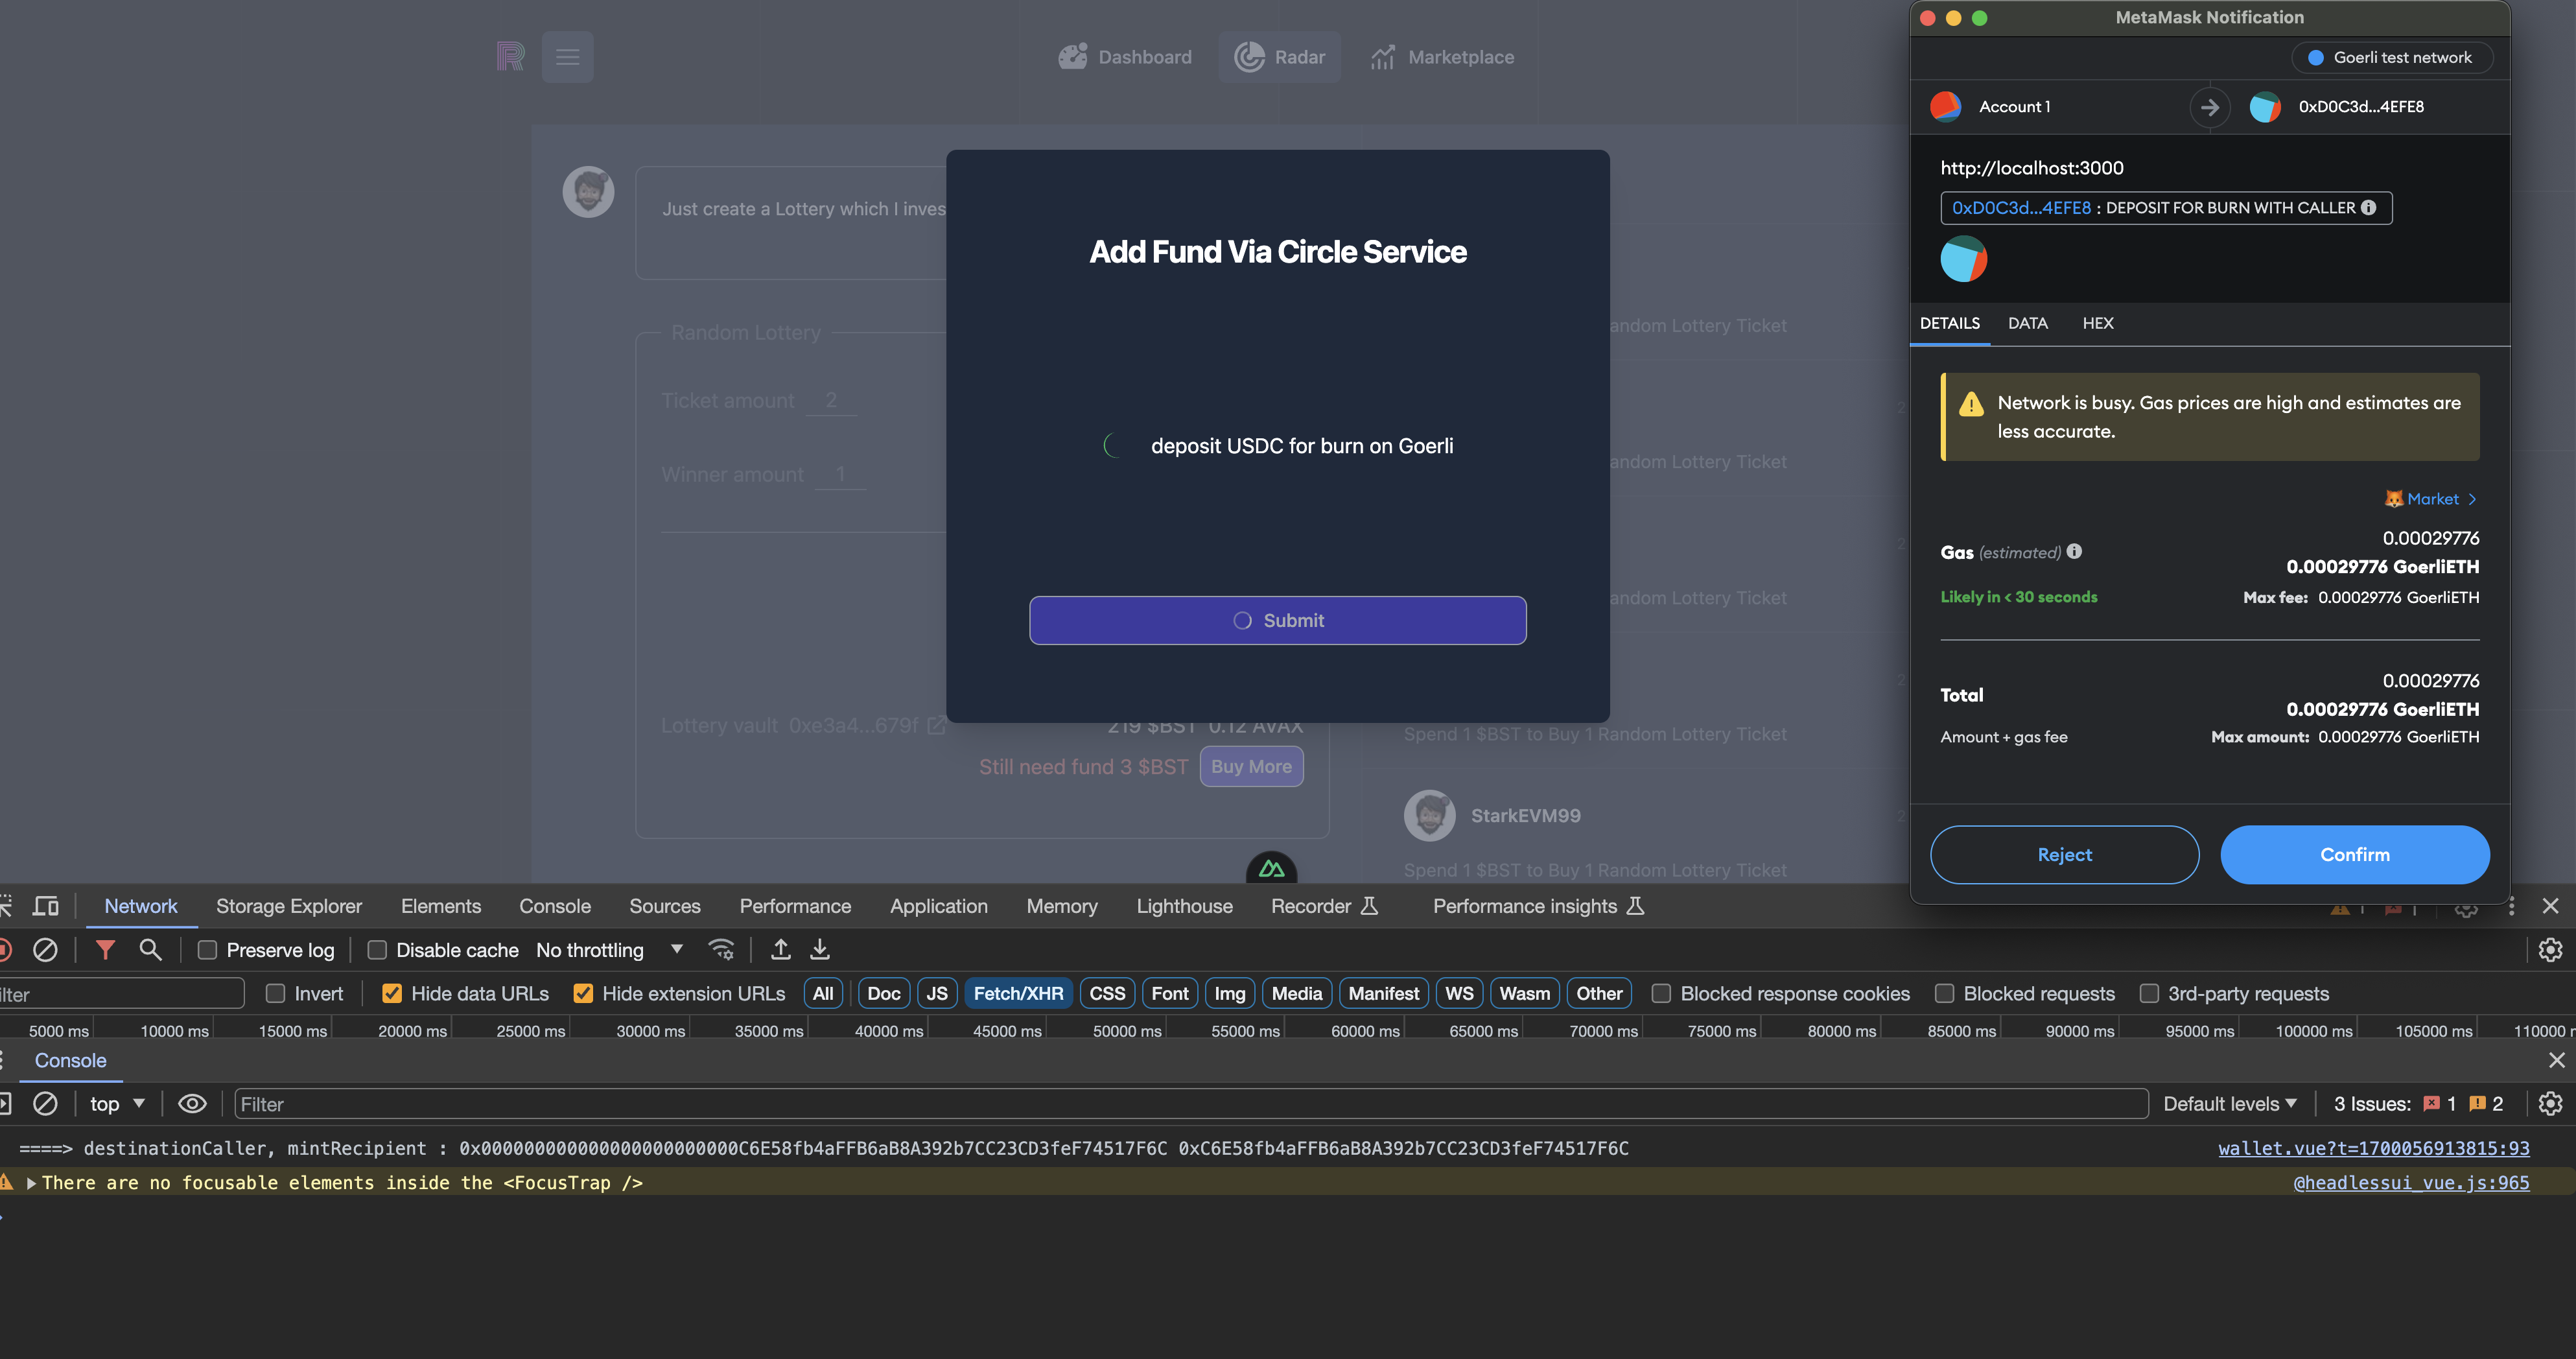 Dashboard
Radar
Marketplace
Just create a Lottery which I inves
Random Lottery
Ticket amount 2
Winner amount 1
Lottery vault 0xe3a4...679f
219 $BST 0.12 AVAX
Still need fund 3 $BST
Buy More
Add Fund Via Circle Service
deposit USDC for burn on Goerli
Submit
andom Lottery Ticket
andom Lottery Ticket
andom Lottery Ticket
Spend 1 $BST to Buy 1 Random Lottery Ticket
StarkEVM99
Spend 1 $BST to Buy 1 Random Lottery Ticket
MetaMask Notification
Goerli test network
Account 1
0xD0C3d...4EFE8
http://localhost:3000
0xD0C3d...4EFE8 : DEPOSIT FOR BURN WITH CALLER
DETAILS
DATA
HEX
Network is busy. Gas prices are high and estimates are
less accurate.
Market >
0.00029776
Gas (estimated)
0.00029776 GoerliETH
Likely in < 30 seconds
Max fee: 0.00029776 GoerliETH
0.00029776
Total
0.00029776 GoerliETH
Amount + gas fee
Max amount: 0.00029776 GoerliETH
Reject
Confirm
Network
Storage Explorer
Elements
Console
Sources
Performance
Application
Memory
Lighthouse
Recorder
Performance insights
Preserve log
Disable cache
No throttling
ilter
Invert
Hide data URLs
Hide extension URLs
All
Doc
JS
Fetch/XHR
CSS
Font
Img
Media
Manifest
WS
Wasm
Other
Blocked response cookies
Blocked requests
3rd-party requests
5000 ms
10000 ms
15000 ms
20000 ms
25000 ms
30000 ms
35000 ms
40000 ms
45000 ms
50000 ms
55000 ms
60000 ms
65000 ms
70000 ms
75000 ms
80000 ms
85000 ms
90000 ms
95000 ms
100000 ms
105000 ms
110000 r
Console
top
Filter
Default levels
3 Issues: 1 2
====> destinationCaller, mintRecipient : 0x000000000000000000000000C6E58fb4aFFB6aB8A392b7CC23CD3feF74517F6C 0xC6E58fb4aFFB6aB8A392b7CC23CD3feF74517F6C
wallet.vue?t=1700056913815:93
There are no focusable elements inside the <FocusTrap />
@headlessui_vue.js:965